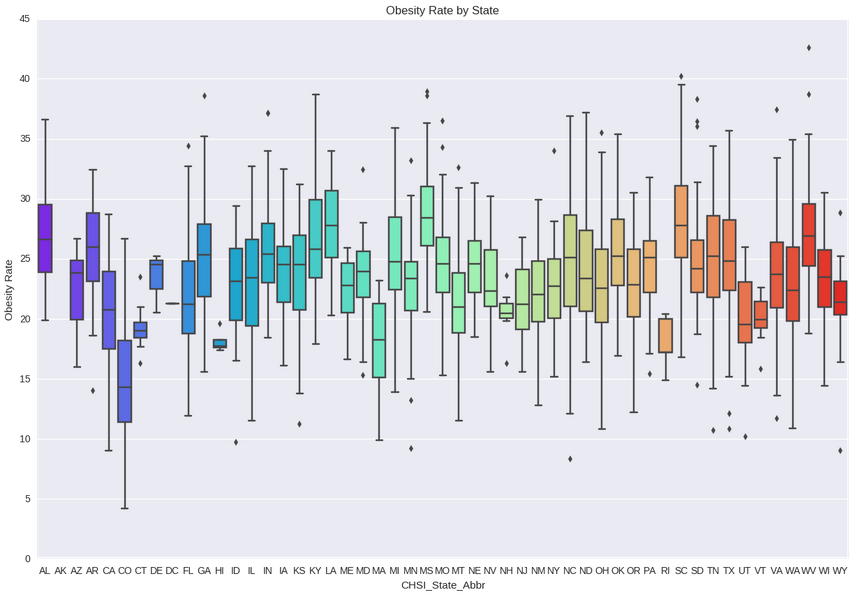 Obesity Rate by State
45
40
35
30
25
20
15
10
5
0
Obesity Rate
AL AK AZ AR CA CO CT DE DC FL GA HI ID IL IN IA KS KY LA ME MD MA MI MN MS MO MT NE NV NH NJ NM NY NC ND OH OK OR PA RI SC SD TN TX UT VT VA WA WV WI WY
CHSI_State_Abbr